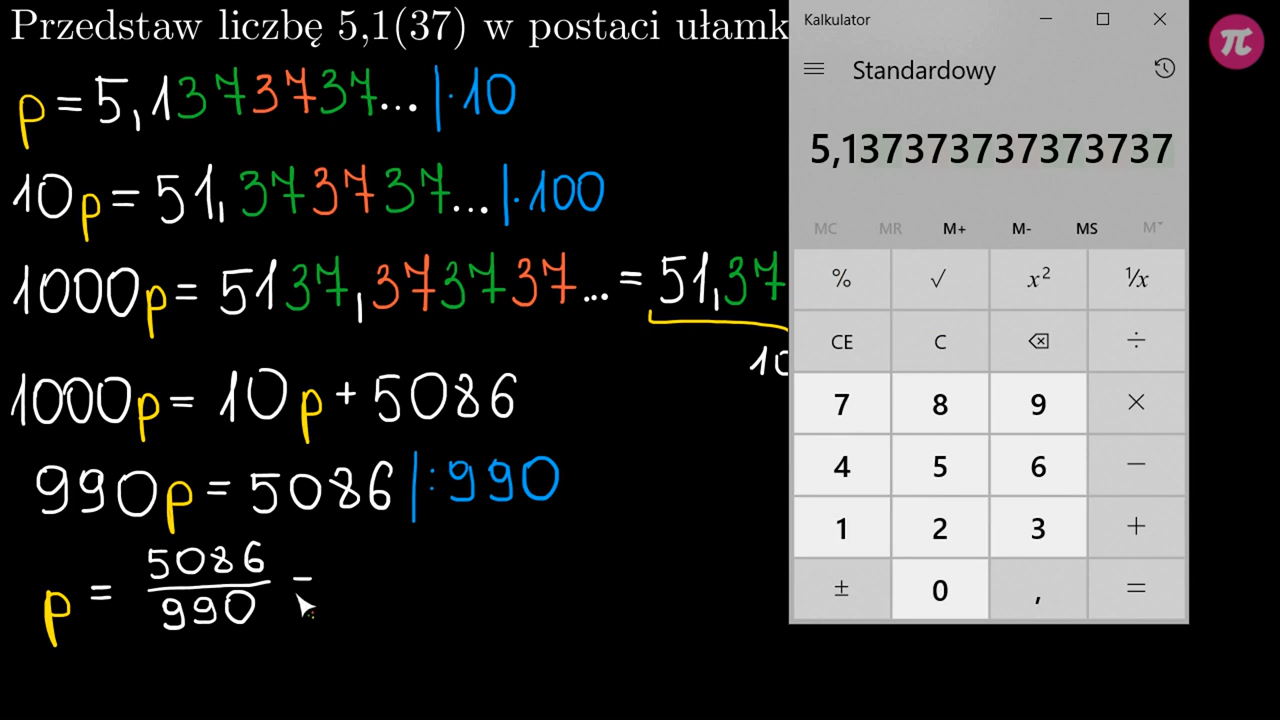 Przedstaw liczbę 5,1(37) w postaci ułamk
p = 5,1373737... |·10
10p = 51,373737... |·100
1000p = 5137,373737... = 51,37
10
1000p = 10p + 5086
990p = 5086 |:990
p = 5086/990 =
Kalkulator
Standardowy
5,137373737373737
MC MR M+ M- MS M˅
% √ x² ¹/x
CE C ⌫ ÷
7 8 9 ×
4 5 6 −
1 2 3 +
± 0 , =
π